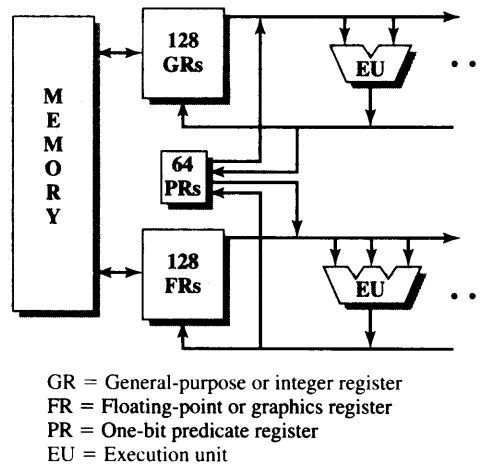 MEMORY
128
GRs
EU
64
PRs
128
FRs
EU
GR = General-purpose or integer register
FR = Floating-point or graphics register
PR = One-bit predicate register
EU = Execution unit